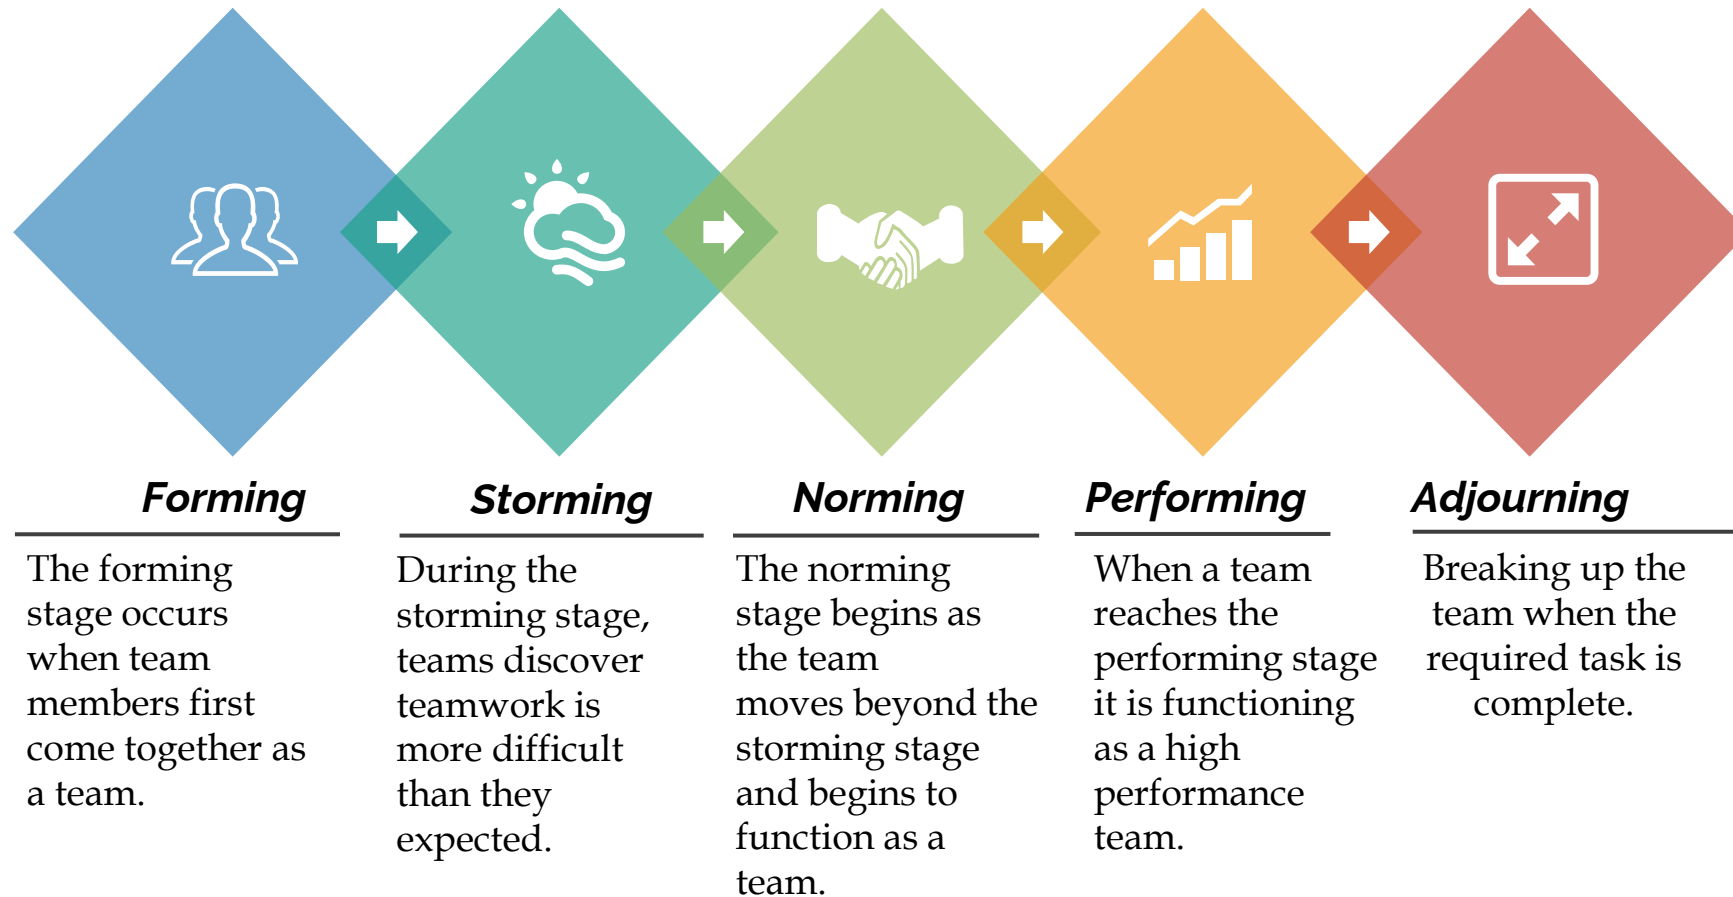 Forming
The forming
stage occurs
when team
members first
come together as
a team.
Storming
During the
storming stage,
teams discover
teamwork is
more difficult
than they
expected.
Norming
The norming
stage begins as
the team
moves beyond the
storming stage
and begins to
function as a
team.
Performing
When a team
reaches the
performing stage
it is functioning
as a high
performance
team.
Adjourning
Breaking up the
team when the
required task is
complete.